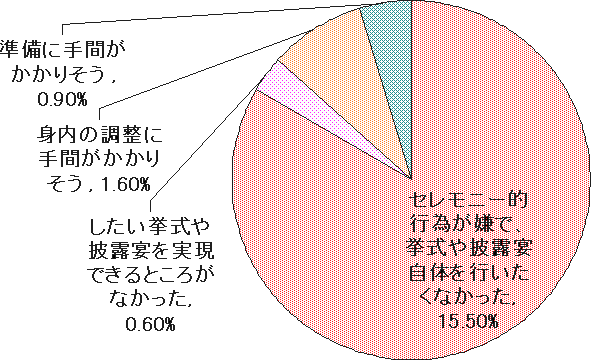 準備に手間が
かかりそう,
0.90%
身内の調整に
手間がかかり
そう, 1.60%
したい挙式や
披露宴を実現
できるところが
なかった,
0.60%
セレモニー的
行為が嫌で、
挙式や披露宴
自体を行いた
くなかった,
15.50%